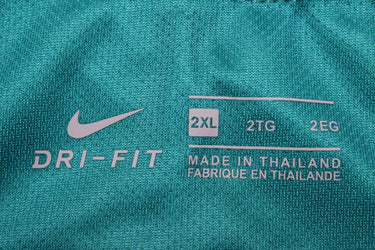 DRI-FIT
2XL 2TG 2EG
MADE IN THAILAND
FABRIQUE EN THAILANDE